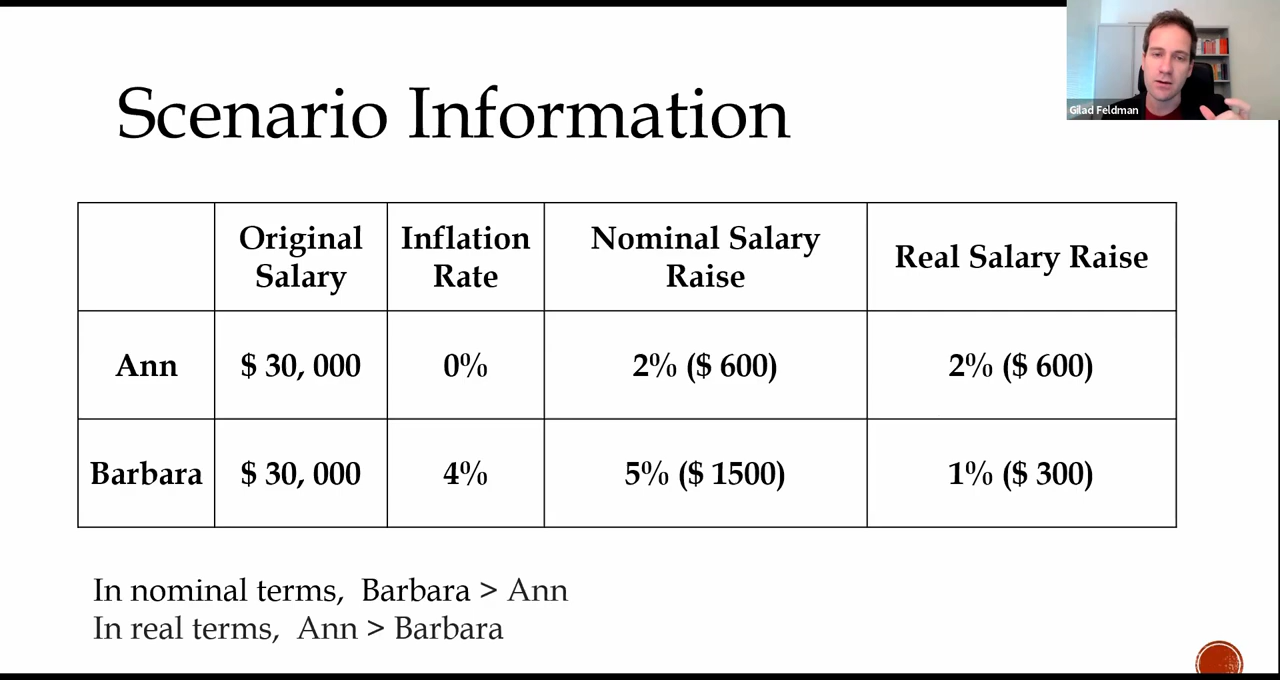 Gilad Feldman
Scenario Information
Original
Salary
Inflation
Rate
Nominal Salary
Raise
Real Salary Raise
Ann
$ 30, 000
0%
2% ($ 600)
2% ($ 600)
Barbara
$ 30, 000
4%
5% ($ 1500)
1% ($ 300)
In nominal terms,  Barbara > Ann
In real terms,  Ann > Barbara